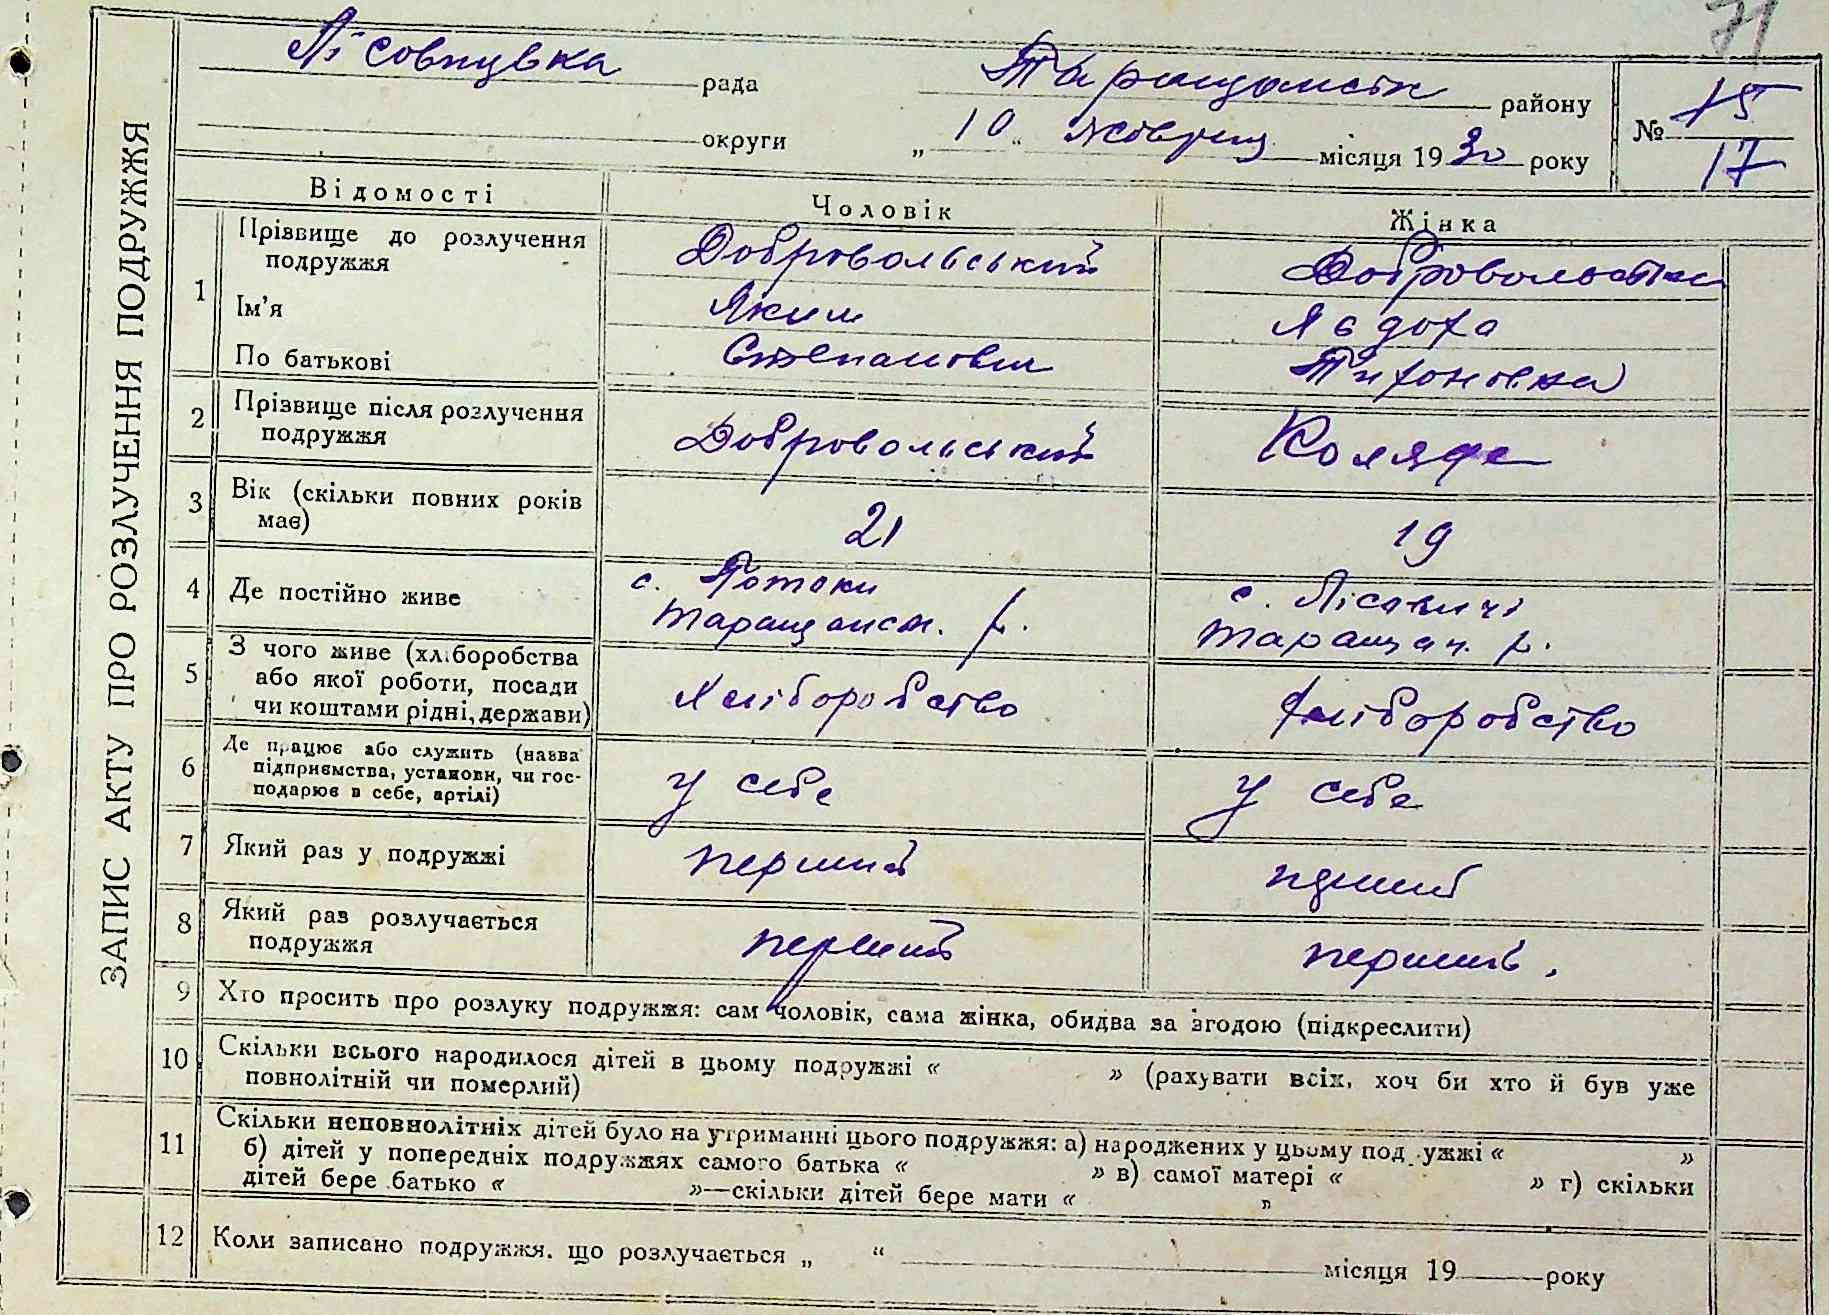 71
ЗАПИС АКТУ ПРО РОЗЛУЧЕННЯ ПОДРУЖЖЯ
рада Таращанськ району № 15
округи „ 10 “ Жовтня місяця 1930 року 17
Відомості Чоловік Жінка
1 Прізвище до розлучення подружжя Добровольський Добровольська
Ім’я Яким Явдоха
По батькові Степанович Тихоновна
2 Прізвище після розлучення подружжя Добровольський Коляда
3 Вік (скільки повних років має) 21 19
4 Де постійно живе с. Потоки с. Лісовичі
Таращанськ. р. Таращан. р.
5 З чого живе (хліборобства
або якої роботи, посади
чи коштами рідні, держави) Хліборобство Хліборобство
6 Де працює або служить (назва
підприємства, установи, чи гос-
подарює в себе, артілі) у себе у себе
7 Який раз у подружжі перший перший
8 Який раз розлучається
подружжя перший перший.
9 Хто просить про розлуку подружжя: сам чоловік, сама жінка, обидва за згодою (підкреслити)
10 Скільки всього народилося дітей в цьому подружжі « » (рахувати всіх, хоч би хто й був уже
повнолітній чи померлий)
11 Скільки неповнолітніх дітей було на утриманні цього подружжя: а) народжених у цьому подружжі « »
б) дітей у попередніх подружжях самого батька « » в) самої матері « » г) скільки
дітей бере батько « »—скільки дітей бере мати « »
12 Коли записано подружжя. що розлучається „ “ місяця 19 року